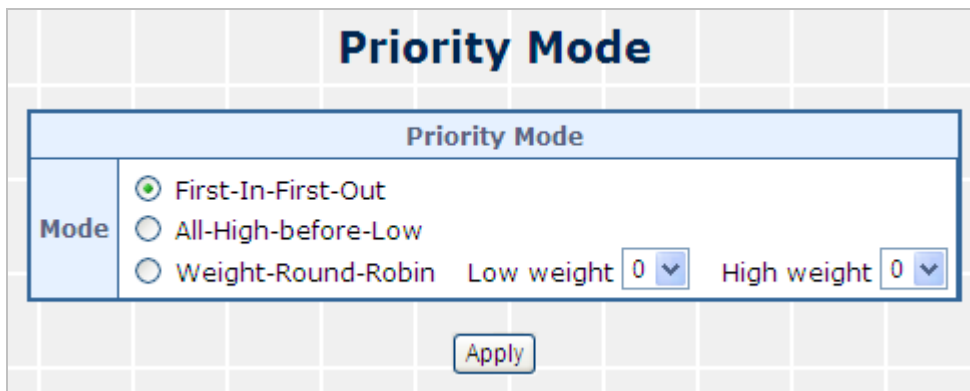 Priority Mode
Priority Mode
Mode
First-In-First-Out
All-High-before-Low
Weight-Round-Robin Low weight 0 High weight 0
Apply